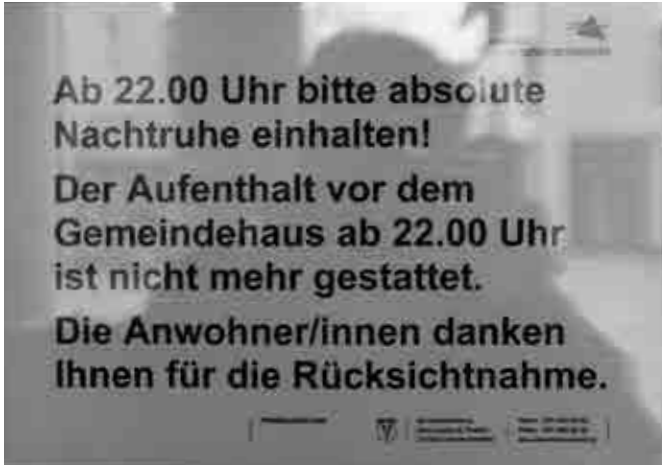 Ab 22.00 Uhr bitte absolute
Nachtruhe einhalten!
Der Aufenthalt vor dem
Gemeindehaus ab 22.00 Uhr
ist nicht mehr gestattet.
Die Anwohner/innen danken
Ihnen für die Rücksichtnahme.